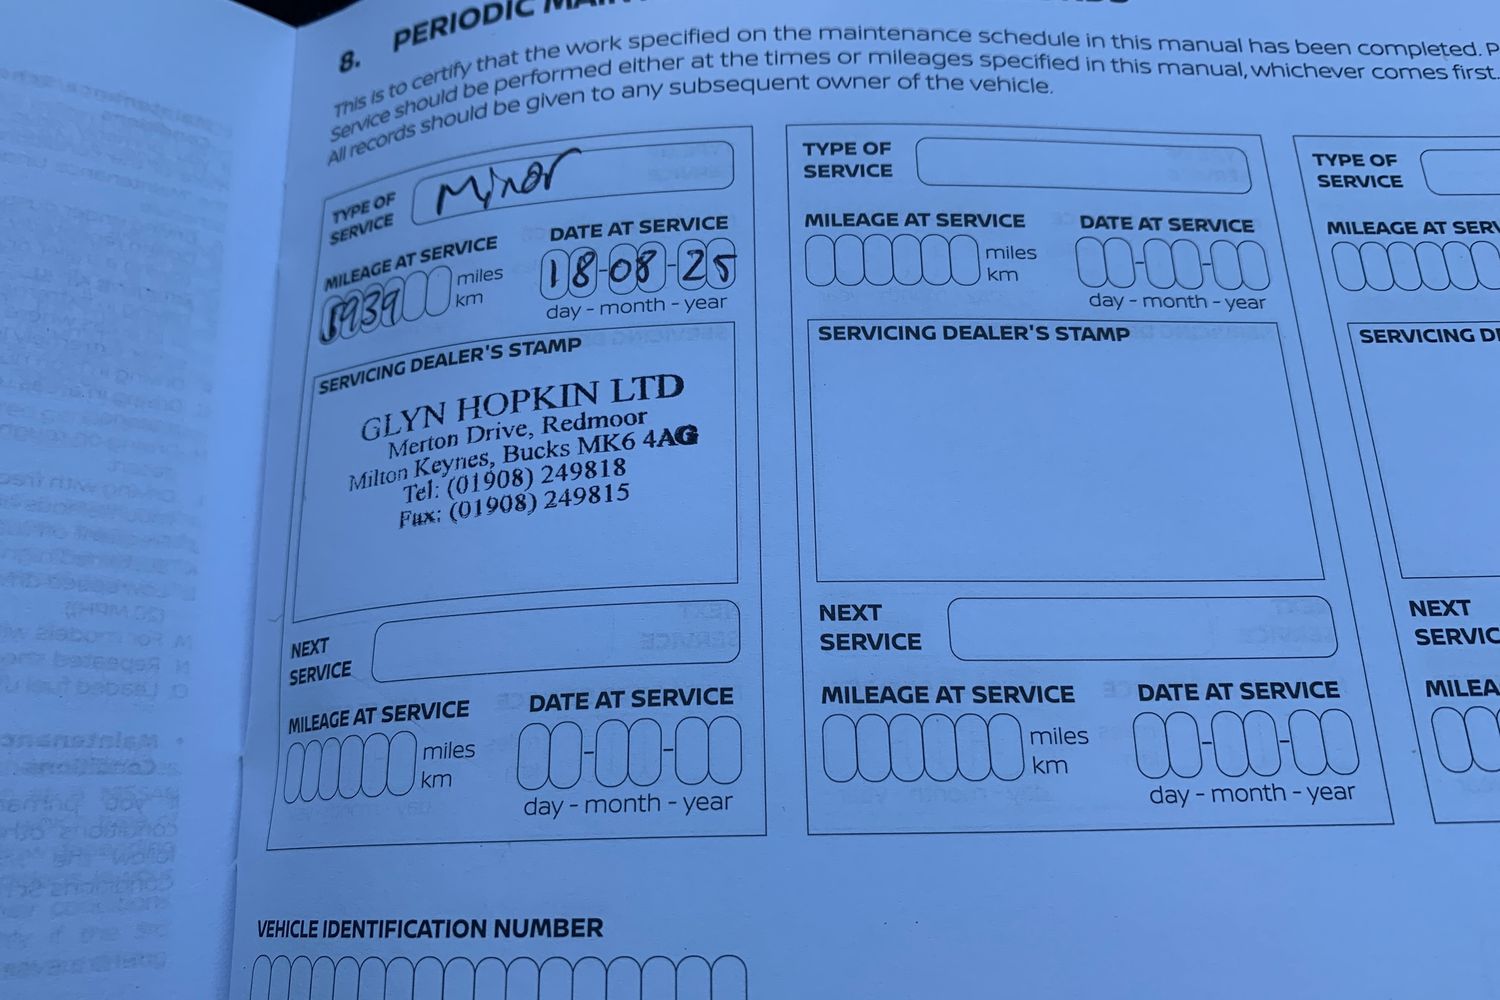 8. PERIODIC
This is to certify that the work specified on the maintenance schedule in this manual has been completed.
Service should be performed either at the times or mileages specified in this manual, whichever comes first.
All records should be given to any subsequent owner of the vehicle.
TYPE OF
SERVICE
Minor
MILEAGE AT SERVICE
miles
km
DATE AT SERVICE
18-08-25
day - month - year
SERVICING DEALER'S STAMP
GLYN HOPKIN LTD
Merton Drive, Redmoor
Milton Keynes, Bucks MK6 4AG
Tel: (01908) 249818
Fax: (01908) 249815
NEXT
SERVICE
MILEAGE AT SERVICE
miles
km
DATE AT SERVICE
day - month - year
TYPE OF
SERVICE
MILEAGE AT SERVICE
miles
km
DATE AT SERVICE
day - month - year
SERVICING DEALER'S STAMP
NEXT
SERVICE
MILEAGE AT SERVICE
miles
km
DATE AT SERVICE
day - month - year
TYPE OF
SERVICE
MILEAGE AT
SERVICING
NEXT
VEHICLE IDENTIFICATION NUMBER